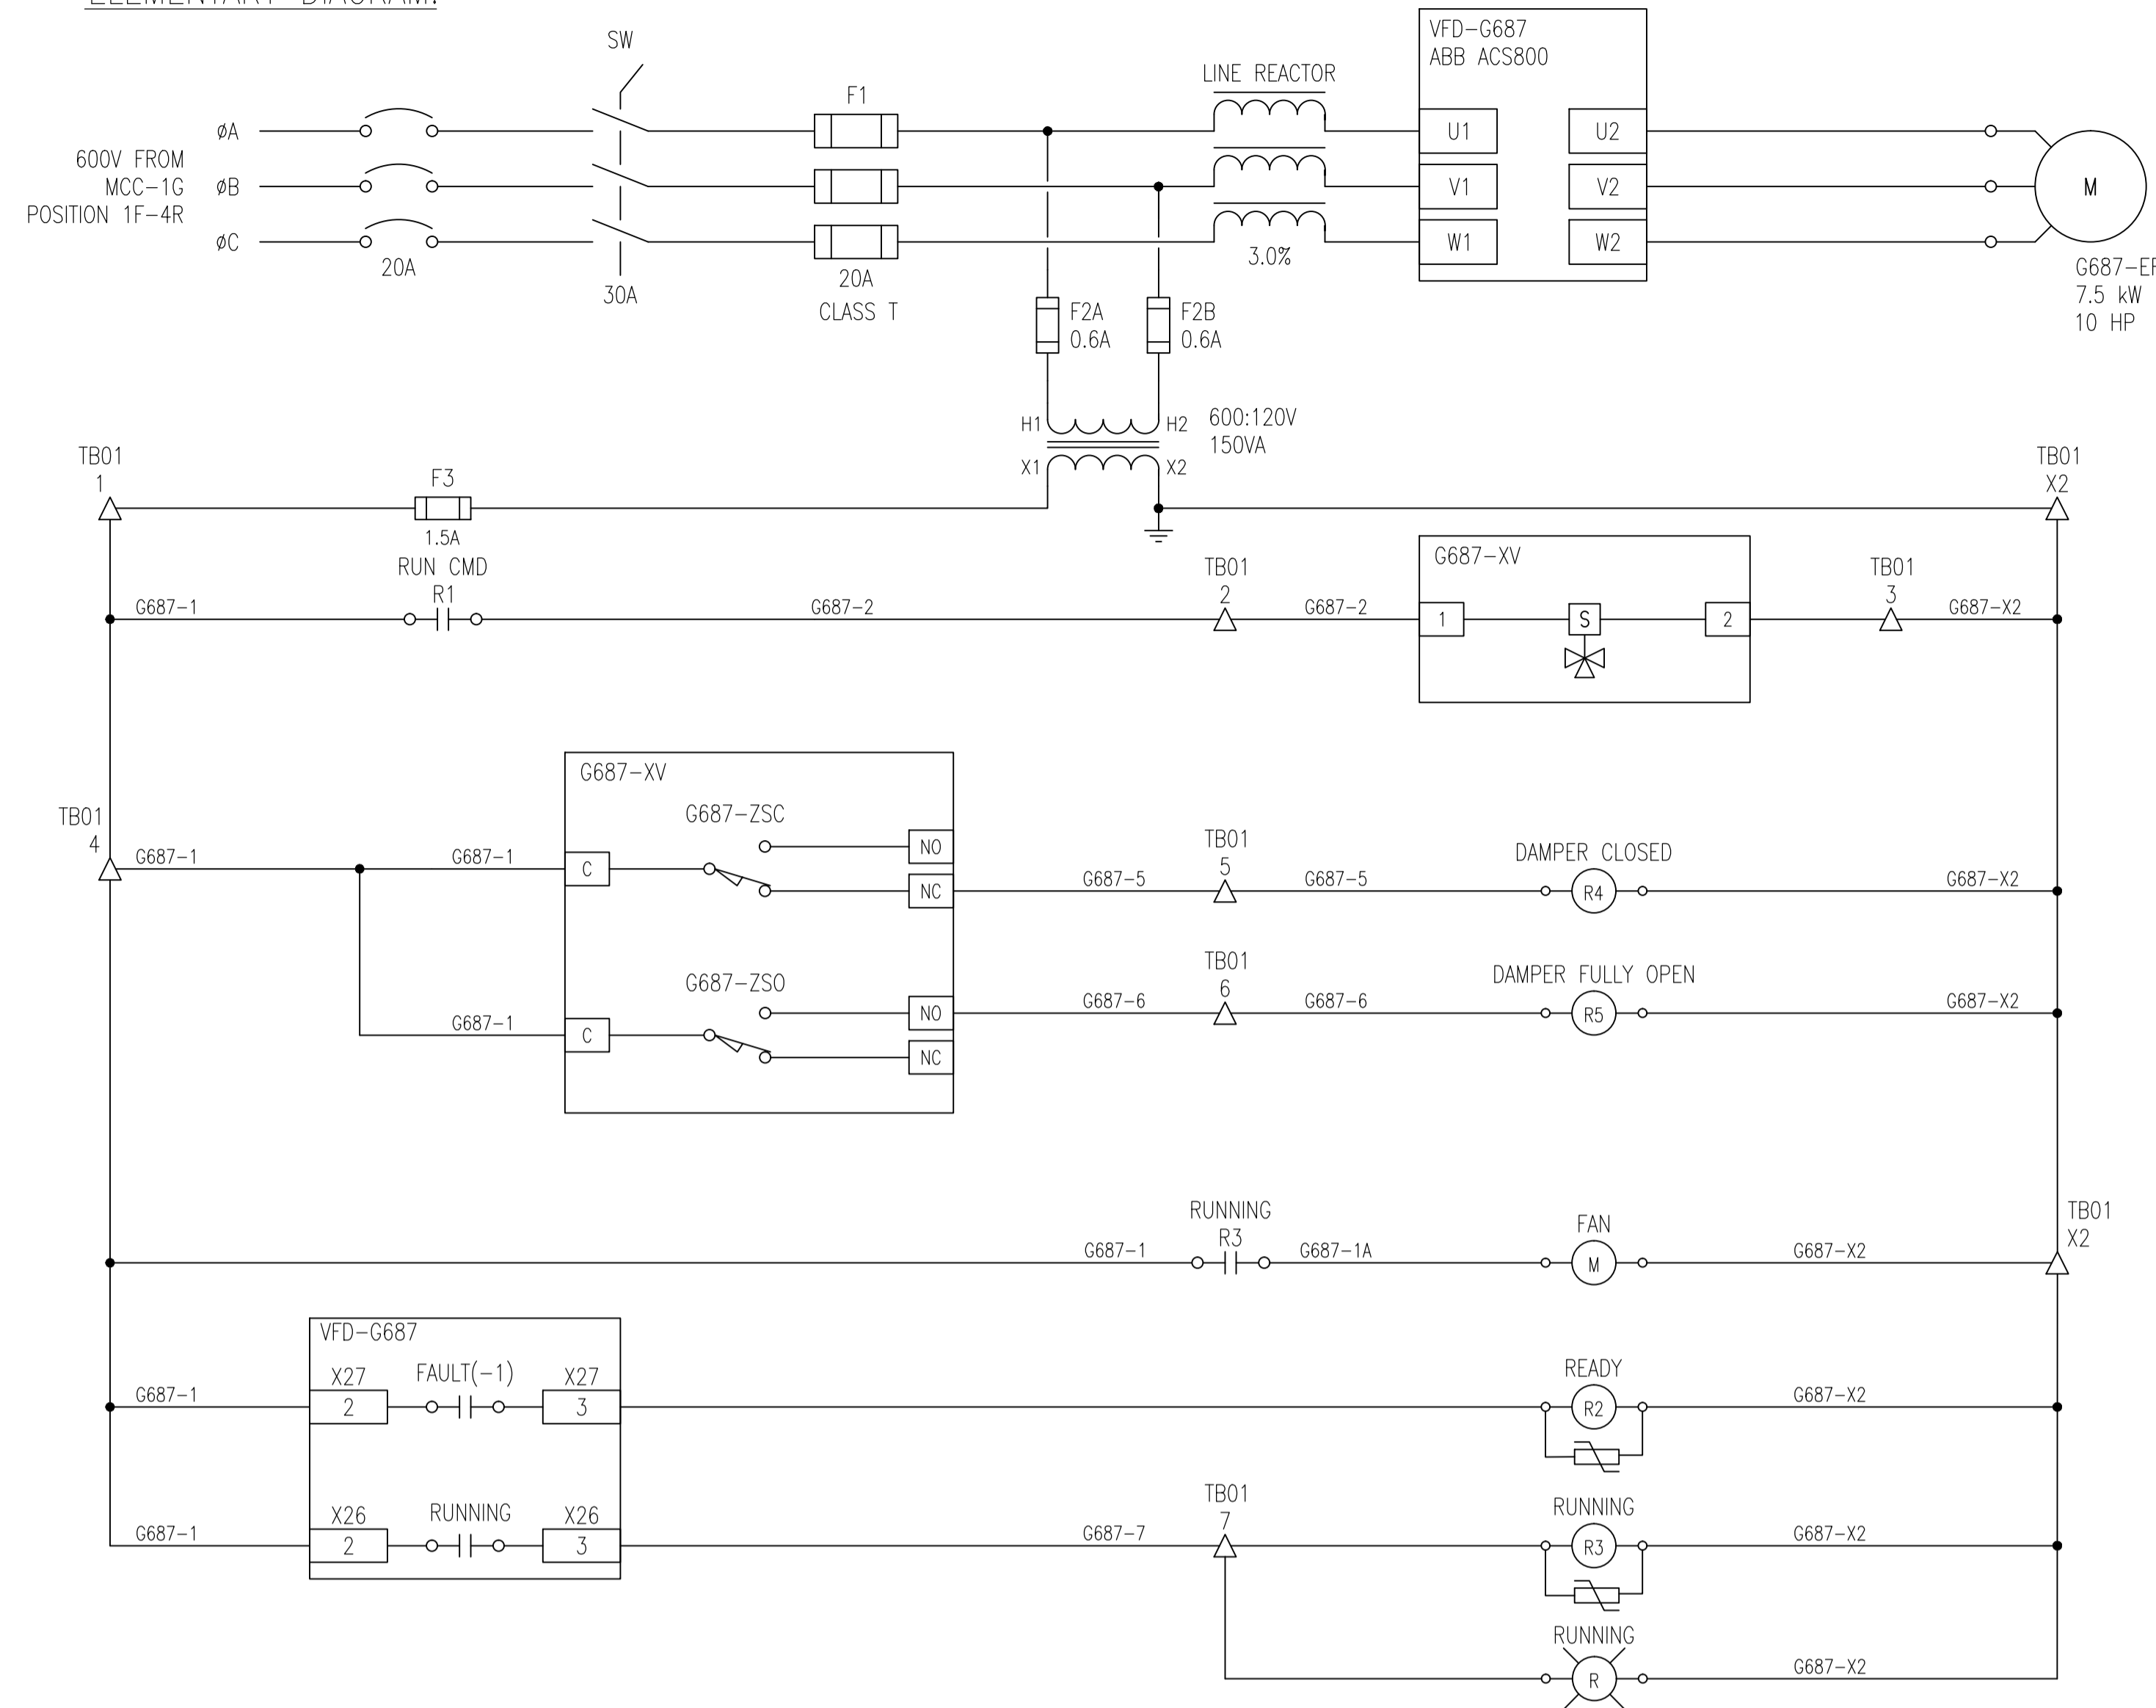 ELEMENTARY DIAGRAM:
SW
VFD-G687
ABB ACS800
LINE REACTOR
F1
600V FROM
MCC-1G
POSITION 1F-4R
øA
øB
øC
20A
30A
20A
CLASS T
3.0%
U1
V1
W1
U2
V2
W2
M
G687-EF
7.5 kW
10 HP
F2A
0.6A
F2B
0.6A
H1
H2
600:120V
150VA
X1
X2
TB01
1
F3
1.5A
TB01
X2
RUN CMD
R1
G687-1
G687-2
TB01
2
G687-2
G687-XV
1
S
2
TB01
3
G687-X2
G687-XV
G687-ZSC
TB01
4
G687-1
G687-1
C
NO
NC
G687-5
TB01
5
G687-5
DAMPER CLOSED
R4
G687-X2
G687-ZSO
G687-1
C
NO
NC
G687-6
TB01
6
G687-6
DAMPER FULLY OPEN
R5
G687-X2
RUNNING
R3
G687-1
G687-1A
FAN
M
G687-X2
TB01
X2
VFD-G687
G687-1
X27
2
FAULT(-1)
X27
3
READY
R2
G687-X2
G687-1
X26
2
RUNNING
X26
3
G687-7
TB01
7
RUNNING
R3
G687-X2
RUNNING
R
G687-X2